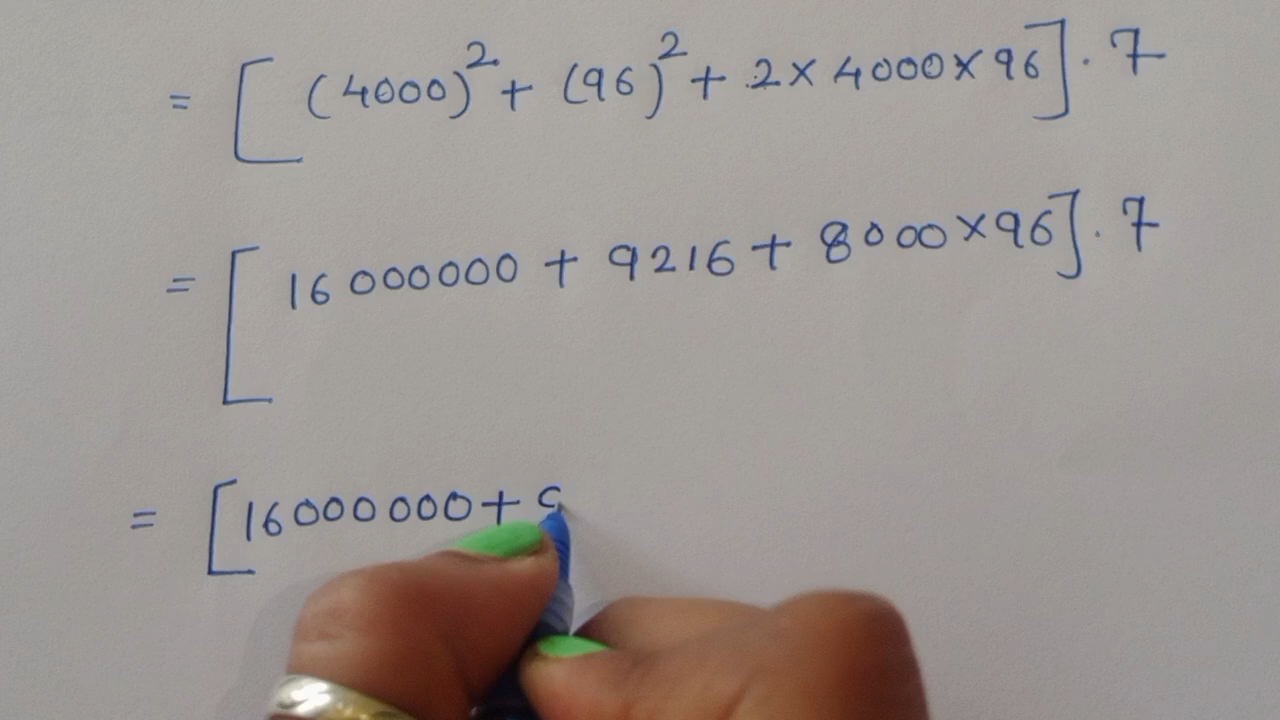 = [ (4000)² + (96)² + 2 × 4000 × 96 ] . 7
= [ 16000000 + 9216 + 8000 × 96 ] . 7
= [ 16000000 +